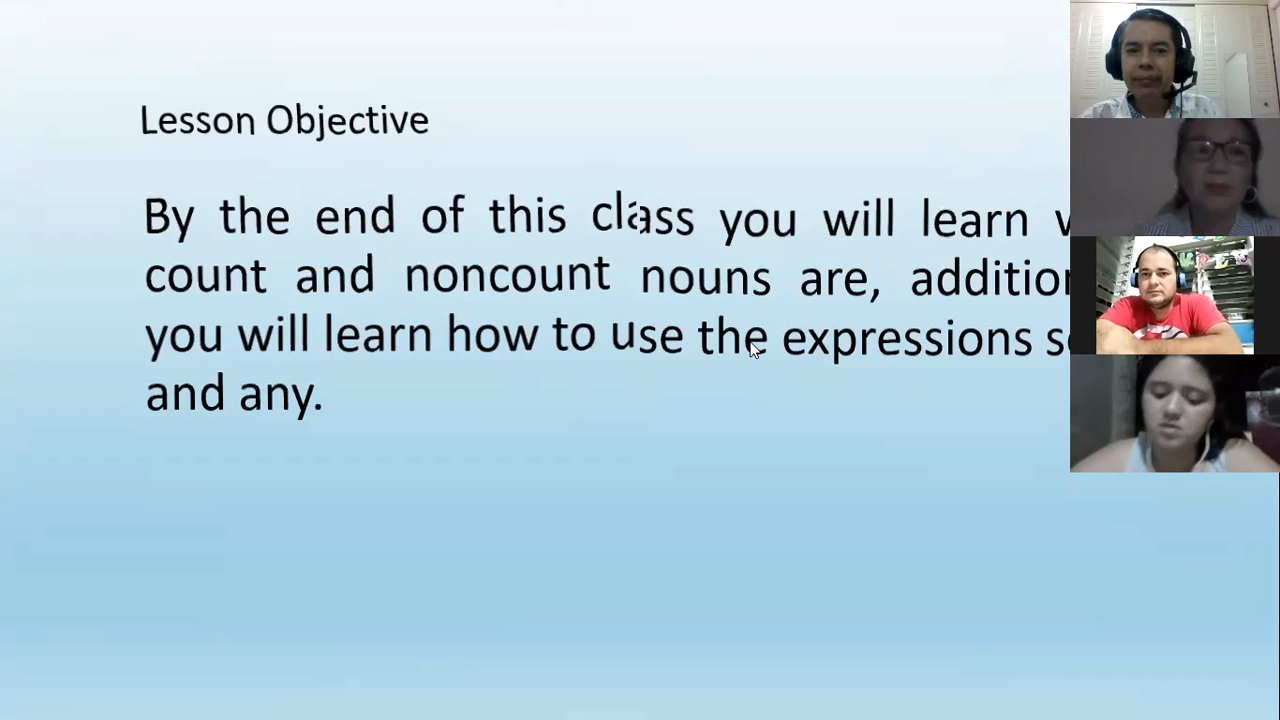 Lesson Objective
By the end of this class you will learn
count and noncount nouns are,
you will learn how to use the expressions
and any.